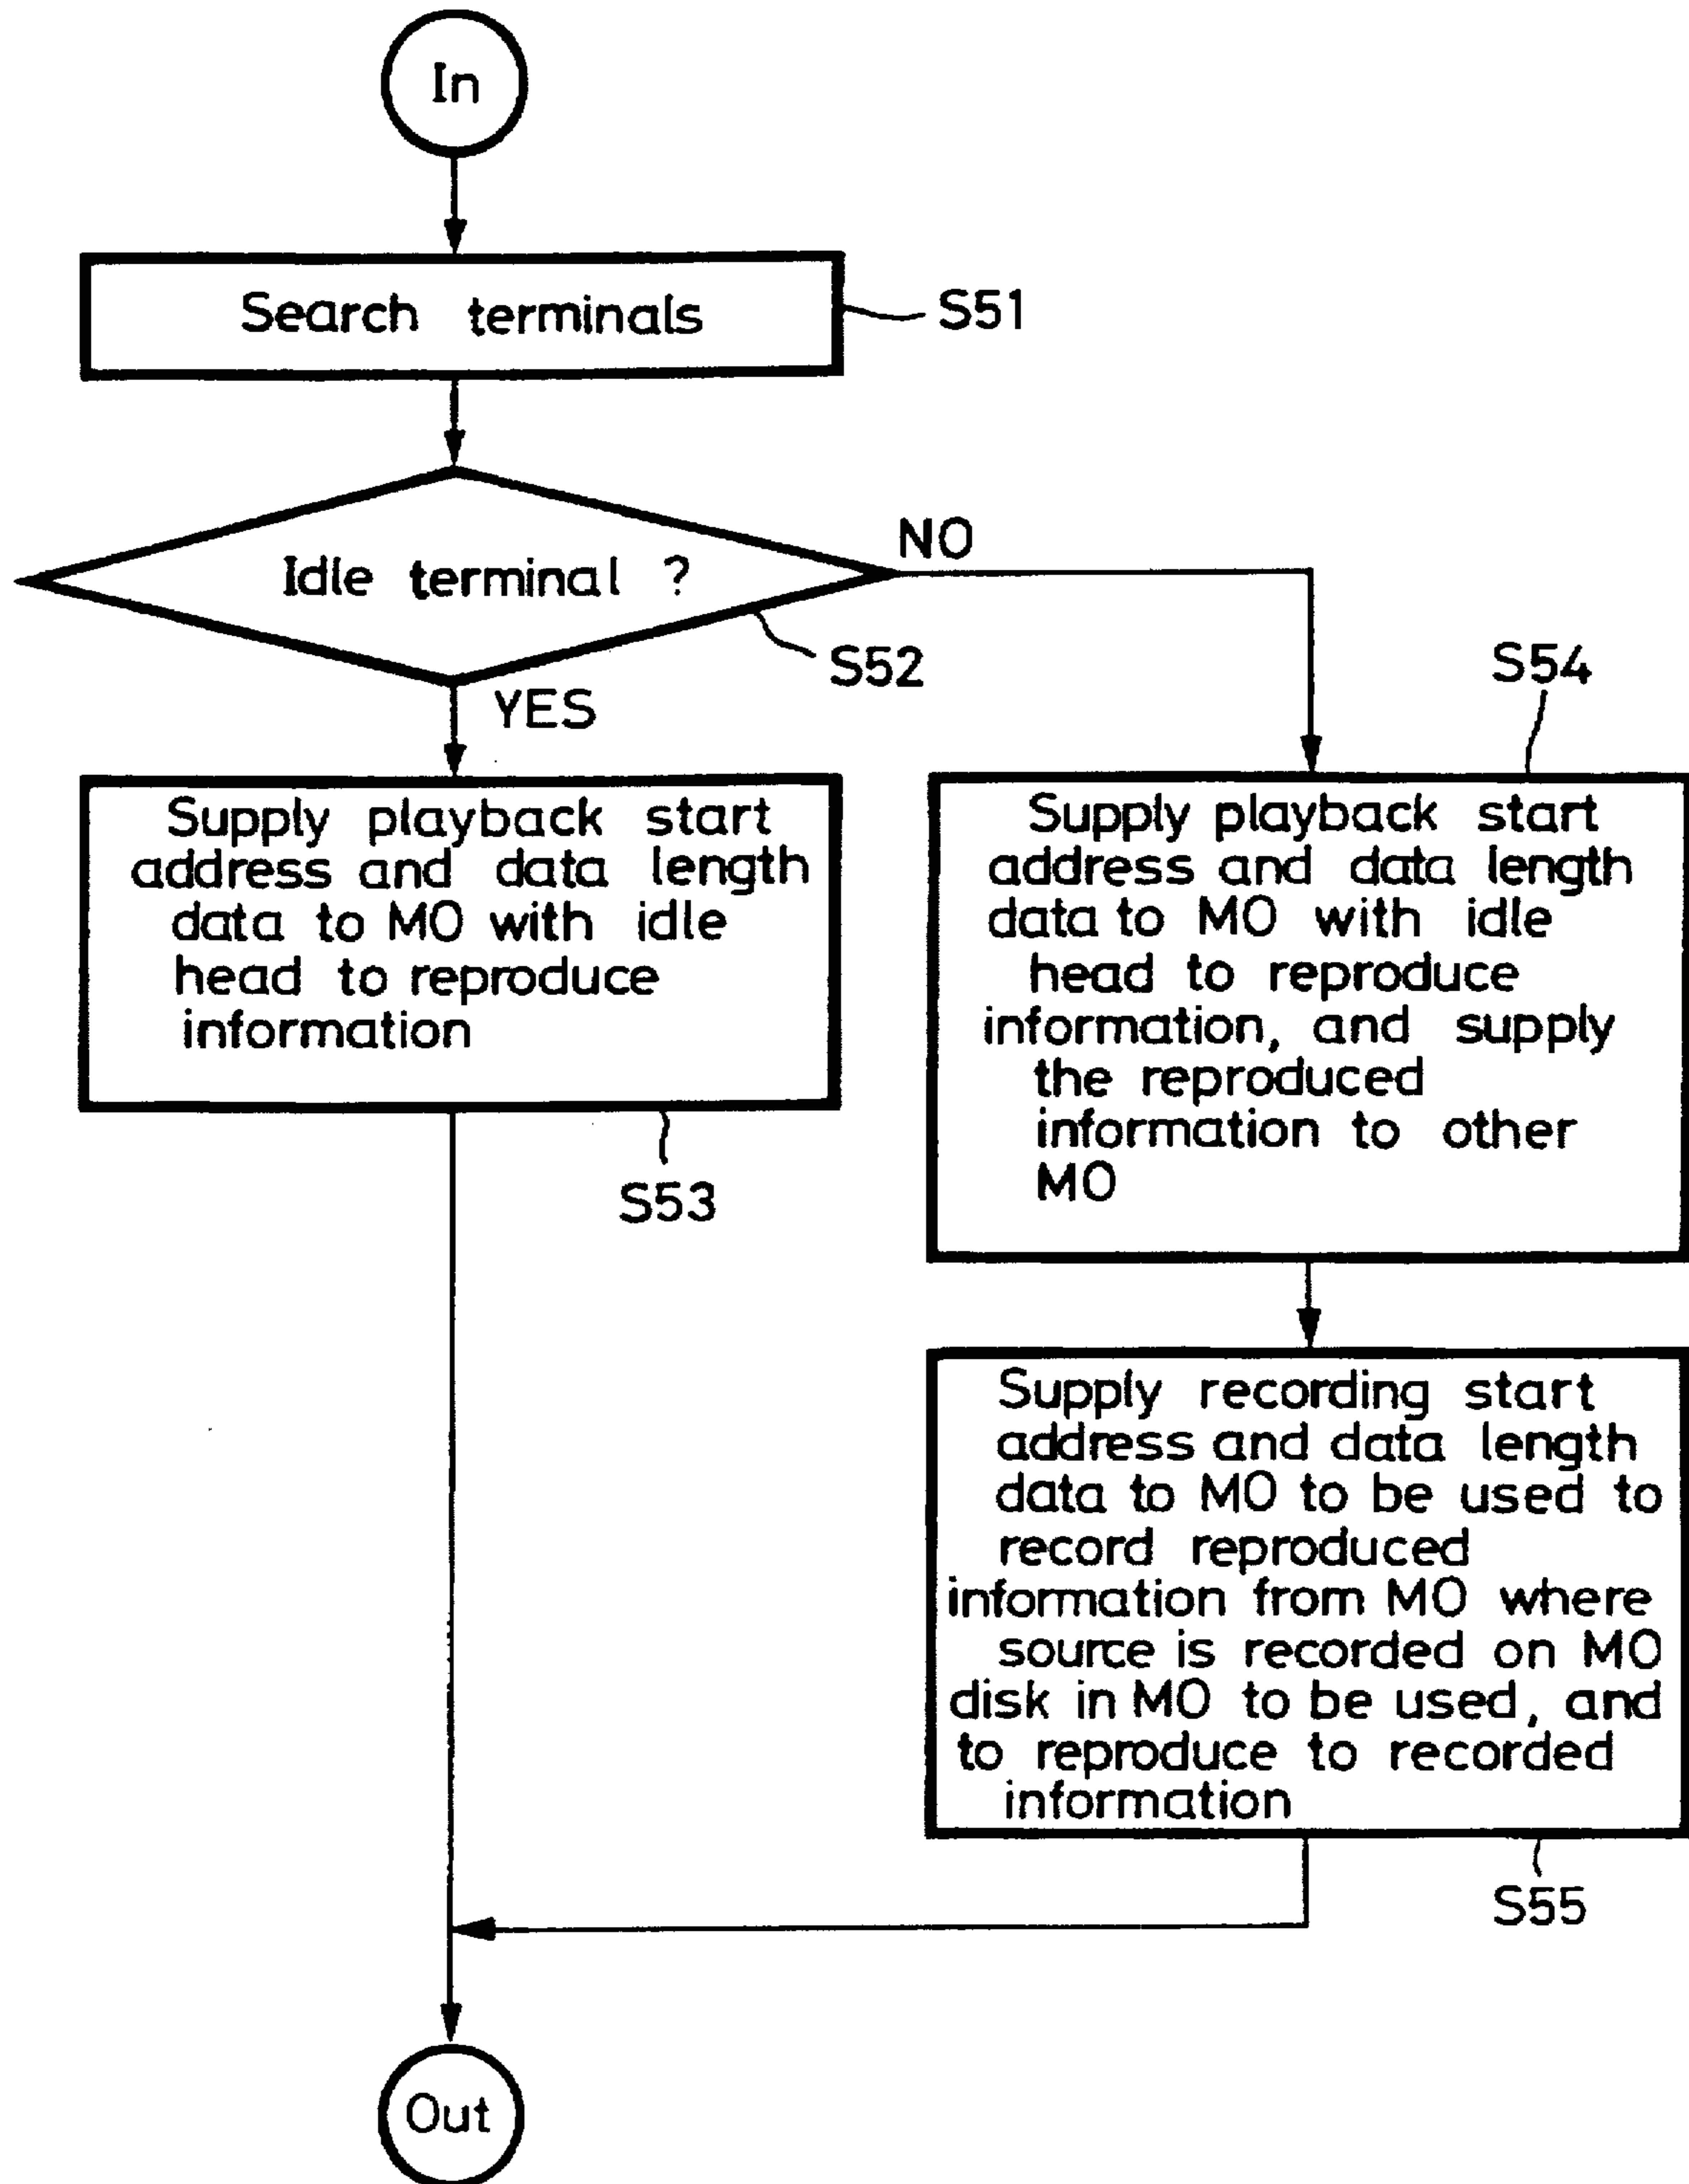 In
Search terminals
S51
Idle terminal ?
NO
S52
YES
Supply playback start
address and data length
data to MO with idle
head to reproduce
information
S53
S54
Supply playback start
address and data length
data to MO with idle
head to reproduce
information, and supply
the reproduced
information to other
MO
Supply recording start
address and data length
data to MO to be used to
record reproduced
information from MO where
source is recorded on MO
disk in MO to be used, and
to reproduce to recorded
information
S55
Out